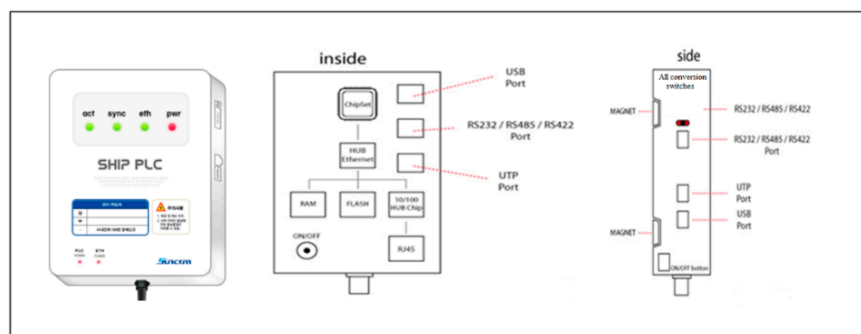 act sync eth pwr
SHIP PLC
PLC
ETH
inside
USB
Port
ChipSet
RS232 / RS485 / RS422
Port
HUB
Ethernet
UTP
Port
RAM
FLASH
10/100
HUB Chip
ON/OFF
RJ45
side
All conversion
switches
MAGNET
RS232 / RS485 / RS422
RS232 / RS485 / RS422
Port
UTP
Port
USB
Port
MAGNET
ON/OFF button